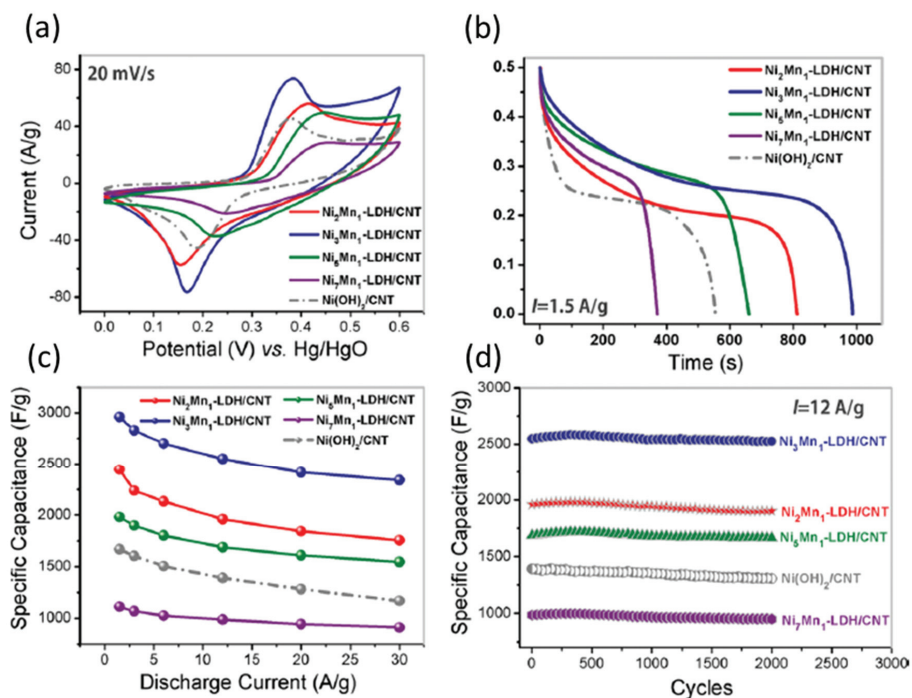 (a)
20 mV/s
Current (A/g)
80
40
0
-40
-80
0.0 0.1 0.2 0.3 0.4 0.5 0.6
Potential (V) vs. Hg/HgO
Ni₂Mn₁-LDH/CNT
Ni₃Mn₁-LDH/CNT
Ni₅Mn₁-LDH/CNT
Ni₇Mn₁-LDH/CNT
Ni(OH)₂/CNT
(b)
Ni₂Mn₁-LDH/CNT
Ni₃Mn₁-LDH/CNT
Ni₅Mn₁-LDH/CNT
Ni₇Mn₁-LDH/CNT
Ni(OH)₂/CNT
0.5
0.4
0.3
0.2
0.1
0.0
I=1.5 A/g
0 200 400 600 800 1000
Time (s)
(c)
Specific Capacitance (F/g)
Ni₂Mn₁-LDH/CNT
Ni₃Mn₁-LDH/CNT
Ni₅Mn₁-LDH/CNT
Ni₇Mn₁-LDH/CNT
Ni(OH)₂/CNT
3000
2500
2000
1500
1000
0 5 10 15 20 25 30
Discharge Current (A/g)
(d)
Specific Capacitance (F/g)
I=12 A/g
3000
2500
2000
1500
1000
500
Ni₃Mn₁-LDH/CNT
Ni₂Mn₁-LDH/CNT
Ni₅Mn₁-LDH/CNT
Ni(OH)₂/CNT
Ni₇Mn₁-LDH/CNT
0 500 1000 1500 2000 2500 3000
Cycles